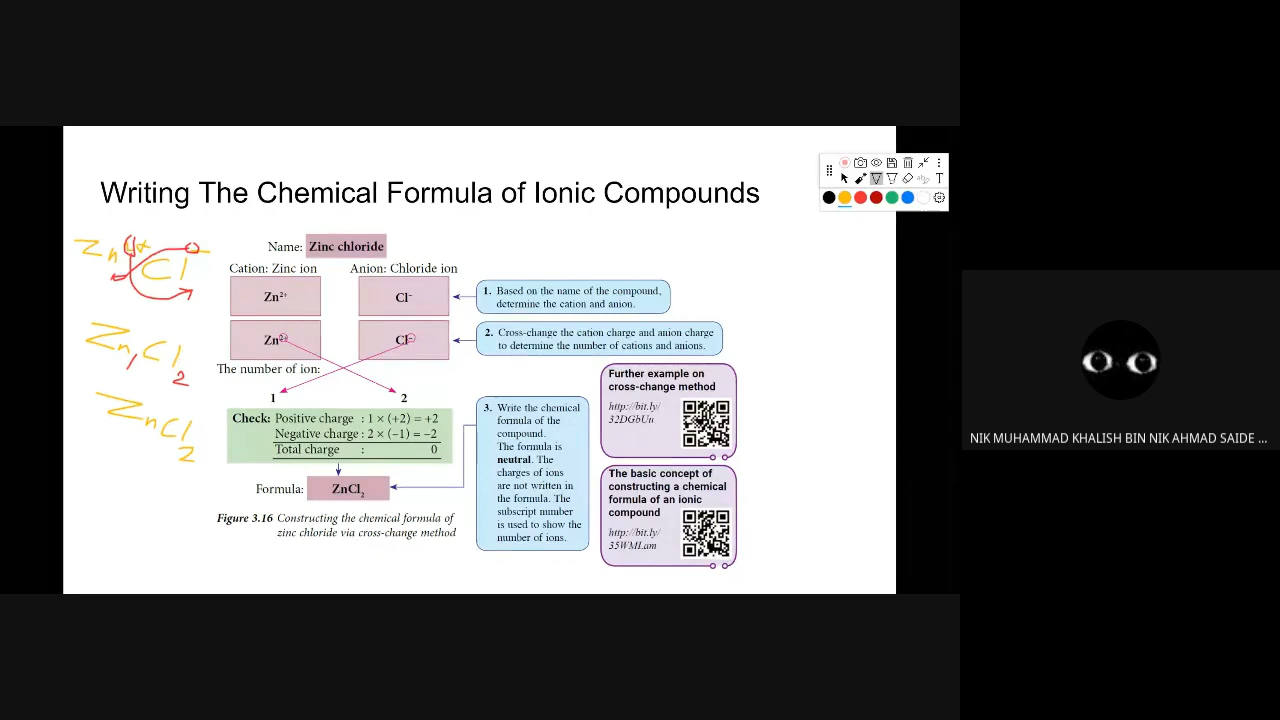 Writing The Chemical Formula of Ionic Compounds
Name: Zinc chloride
Cation: Zinc ion Anion: Chloride ion
Zn²⁺ Cl⁻
1. Based on the name of the compound,
determine the cation and anion.
Zn²⁺ Cl⁻
2. Cross-change the cation charge and anion charge
to determine the number of cations and anions.
The number of ion:
1 2
Check: Positive charge : 1 × (+2) = +2
Negative charge : 2 × (−1) = −2
Total charge : 0
Formula: ZnCl₂
3. Write the chemical
formula of the
compound.
The formula is
neutral. The
charges of ions
are not written in
the formula. The
subscript number
is used to show the
number of ions.
Figure 3.16 Constructing the chemical formula of
zinc chloride via cross-change method
Further example on
cross-change method
http://bit.ly/
32DGbUu
The basic concept of
constructing a chemical
formula of an ionic
compound
http://bit.ly/
35WMLam
Zn Cl
Zn₁Cl₂
ZnCl₂
T
NIK MUHAMMAD KHALISH BIN NIK AHMAD SAIDE ...